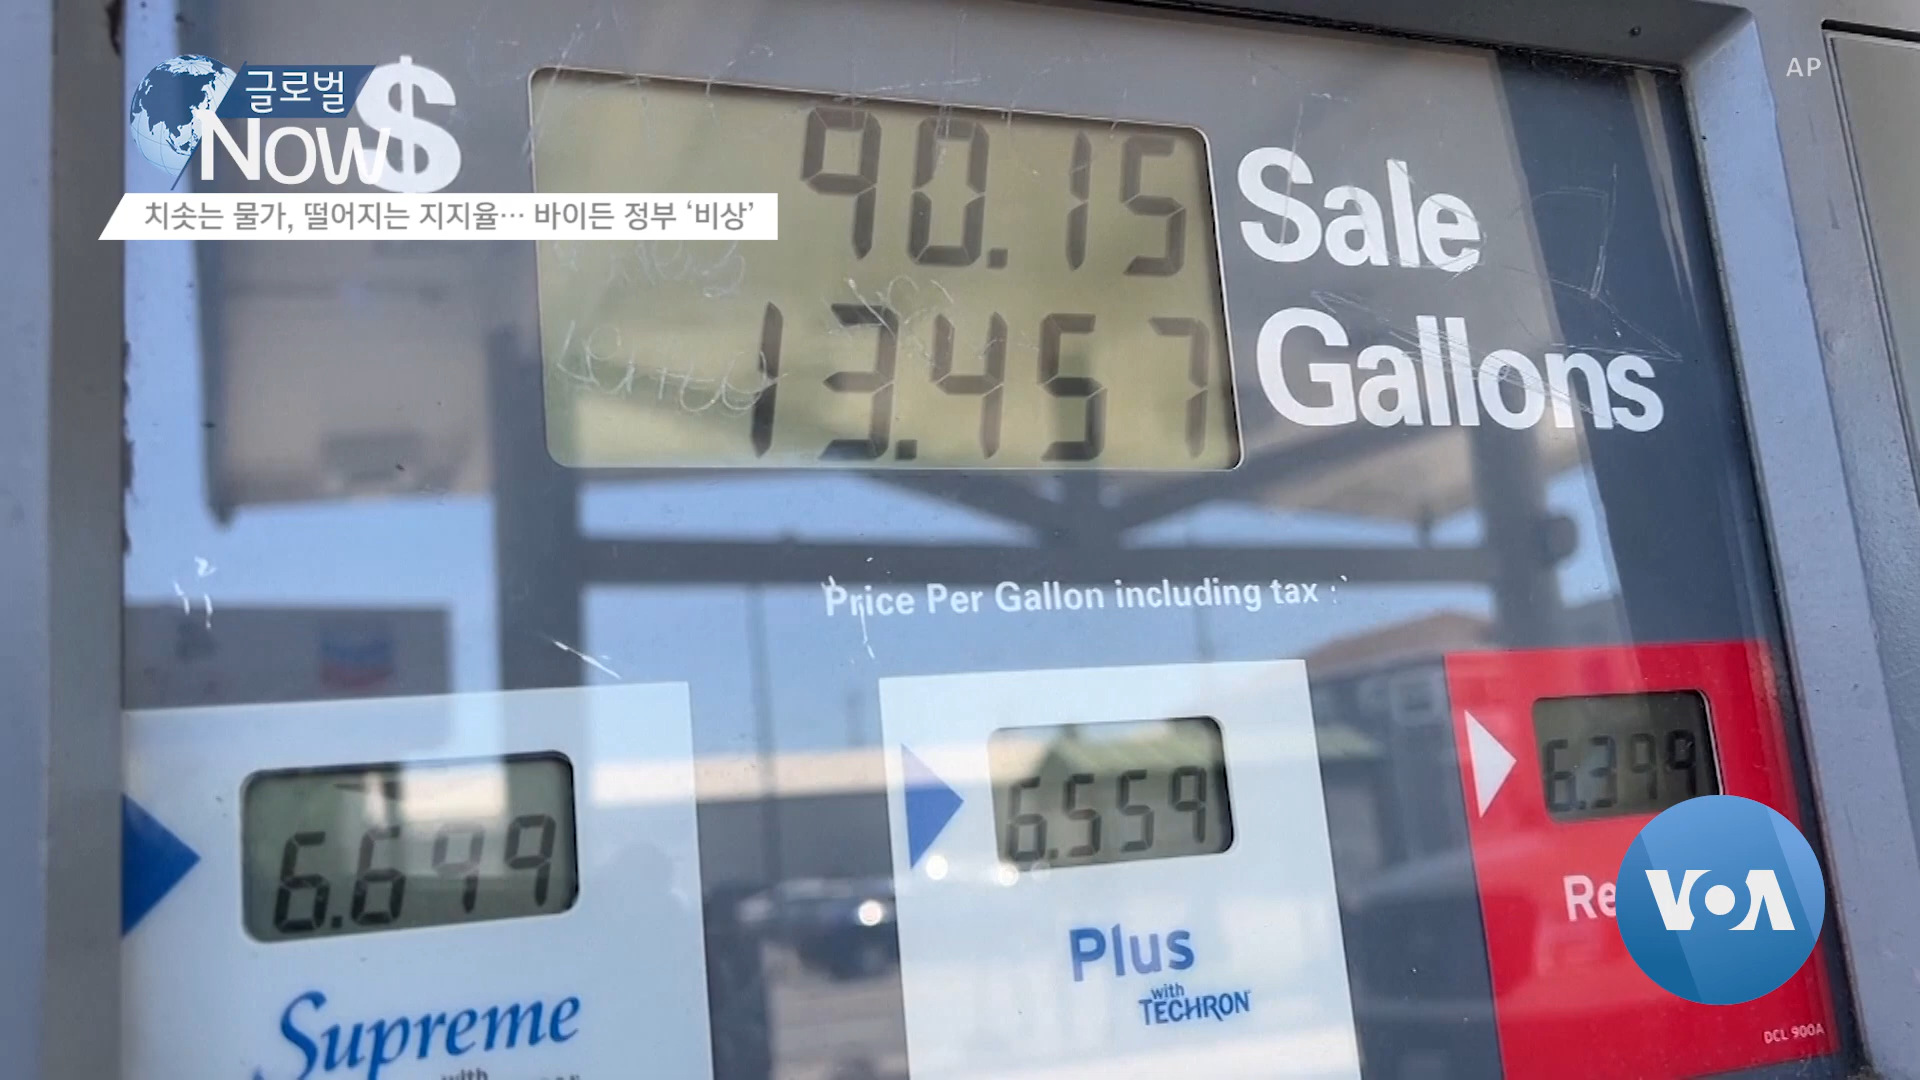 AP
글로벌
Now
$
치솟는 물가, 떨어지는 지지율… 바이든 정부 ‘비상’
90.15
Sale
13.457
Gallons
Price Per Gallon including tax
6.699
6.559
6.399
Supreme
with
Plus
with
TECHRON
Re
VOA
DCL 900A